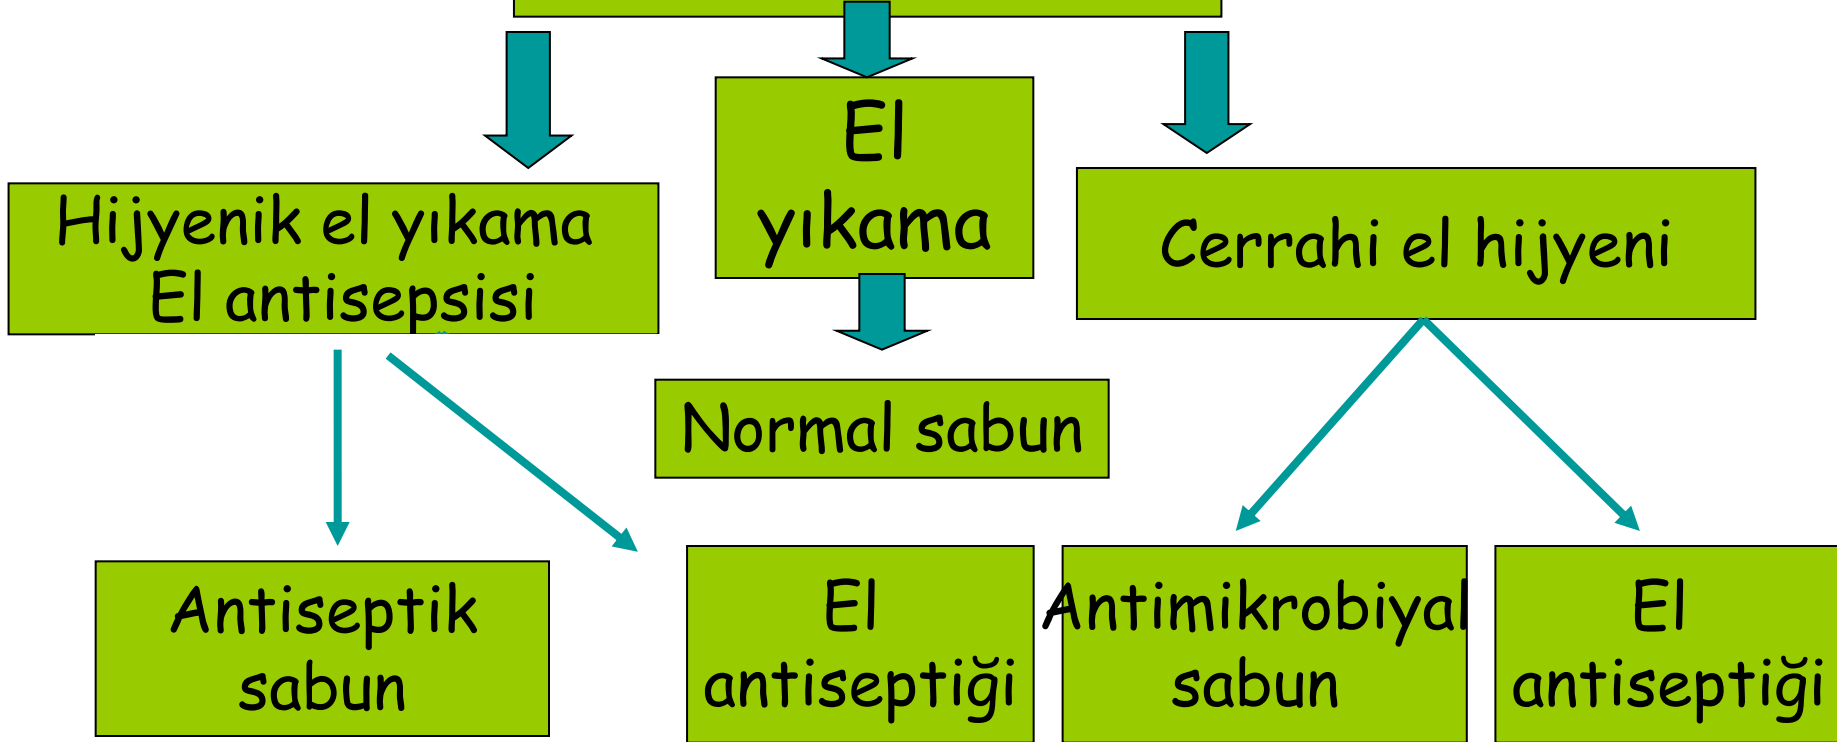 El
yıkama
Hijyenik el yıkama
El antisepsisi
Cerrahi el hijyeni
Normal sabun
Antiseptik
sabun
El
antiseptiği
Antimikrobiyal
sabun
El
antiseptiği